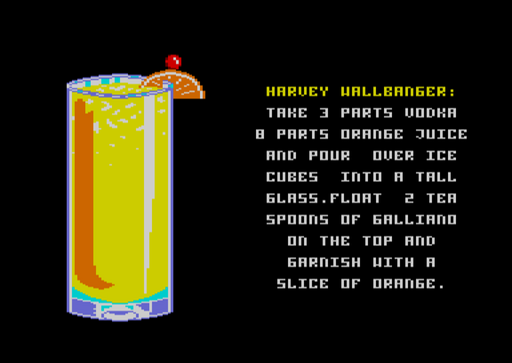 HARVEY WALLBANGER:
TAKE 3 PARTS VODKA
8 PARTS ORANGE JUICE
AND POUR OVER ICE
CUBES INTO A TALL
GLASS.FLOAT 2 TEA
SPOONS OF GALLIANO
ON THE TOP AND
GARNISH WITH A
SLICE OF ORANGE.